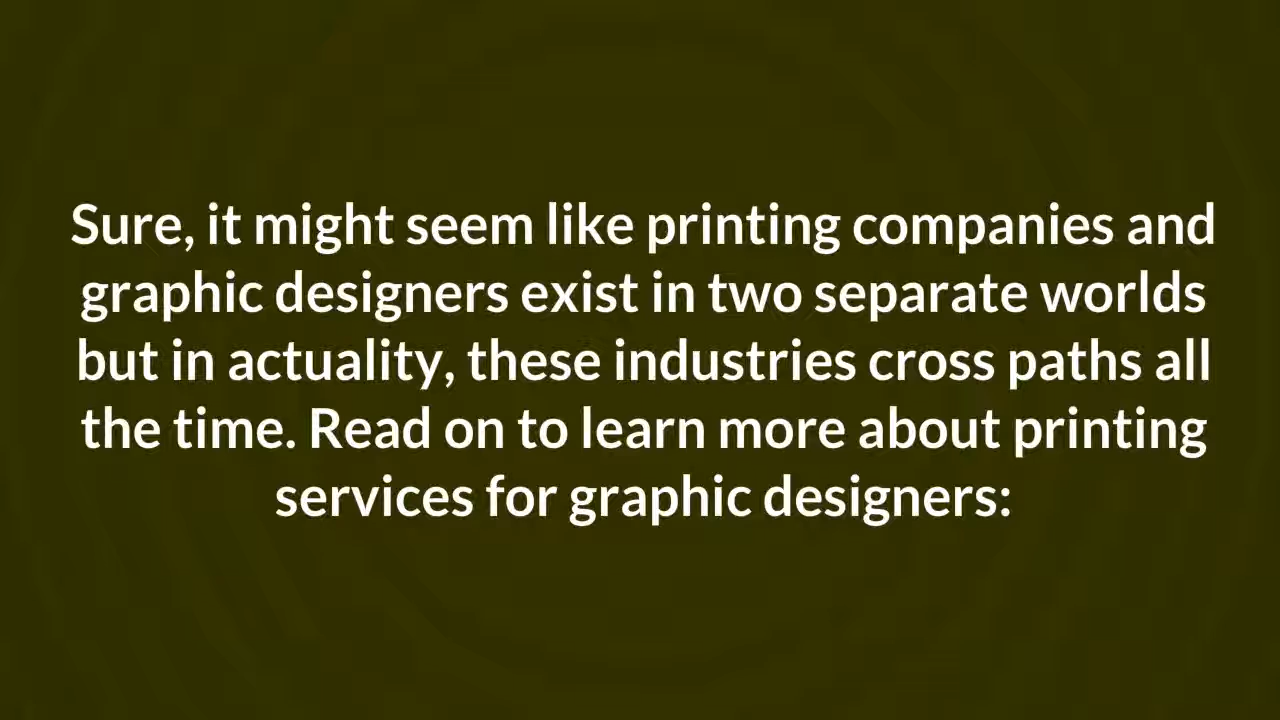 Sure, it might seem like printing companies and
graphic designers exist in two separate worlds
but in actuality, these industries cross paths all
the time. Read on to learn more about printing
services for graphic designers: